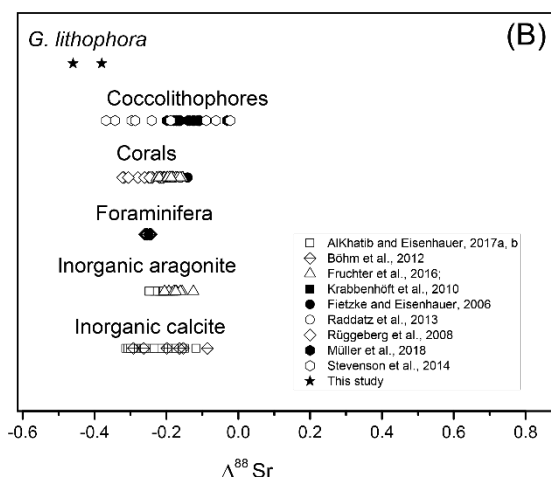 (B)
G. lithophora
Coccolithophores
Corals
Foraminifera
Inorganic aragonite
Inorganic calcite
AlKhatib and Eisenhauer, 2017a, b
Böhm et al., 2012
Fruchter et al., 2016;
Krabbenhöft et al., 2010
Fietzke and Eisenhauer, 2006
Raddatz et al., 2013
Rüggeberg et al., 2008
Müller et al., 2018
Stevenson et al., 2014
This study
-0.6 -0.4 -0.2 0.0 0.2 0.4 0.6 0.8
Δ⁸⁸Sr